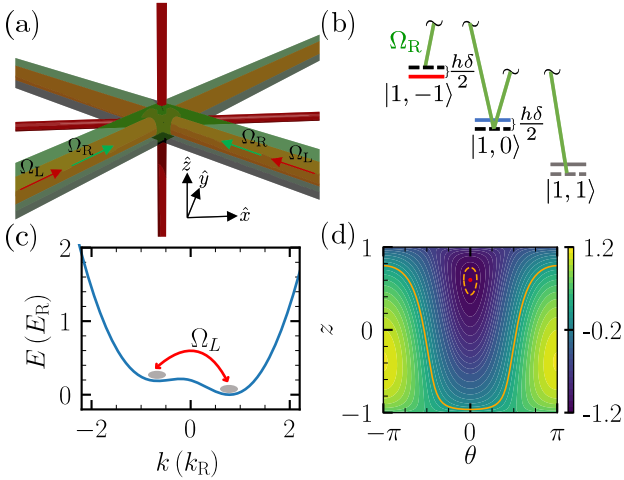 (a)
Ω_L
Ω_R
Ω_R
Ω_L
ẑ
ŷ
x̂
(b)
Ω_R
hδ/2
|1, −1⟩
hδ/2
|1, 0⟩
|1, 1⟩
(c)
E (E_R)
2
1
0
Ω_L
−2 0 2
k (k_R)
(d)
z
1
0
−1
−π 0 π
θ
1.2
-0.2
-1.2